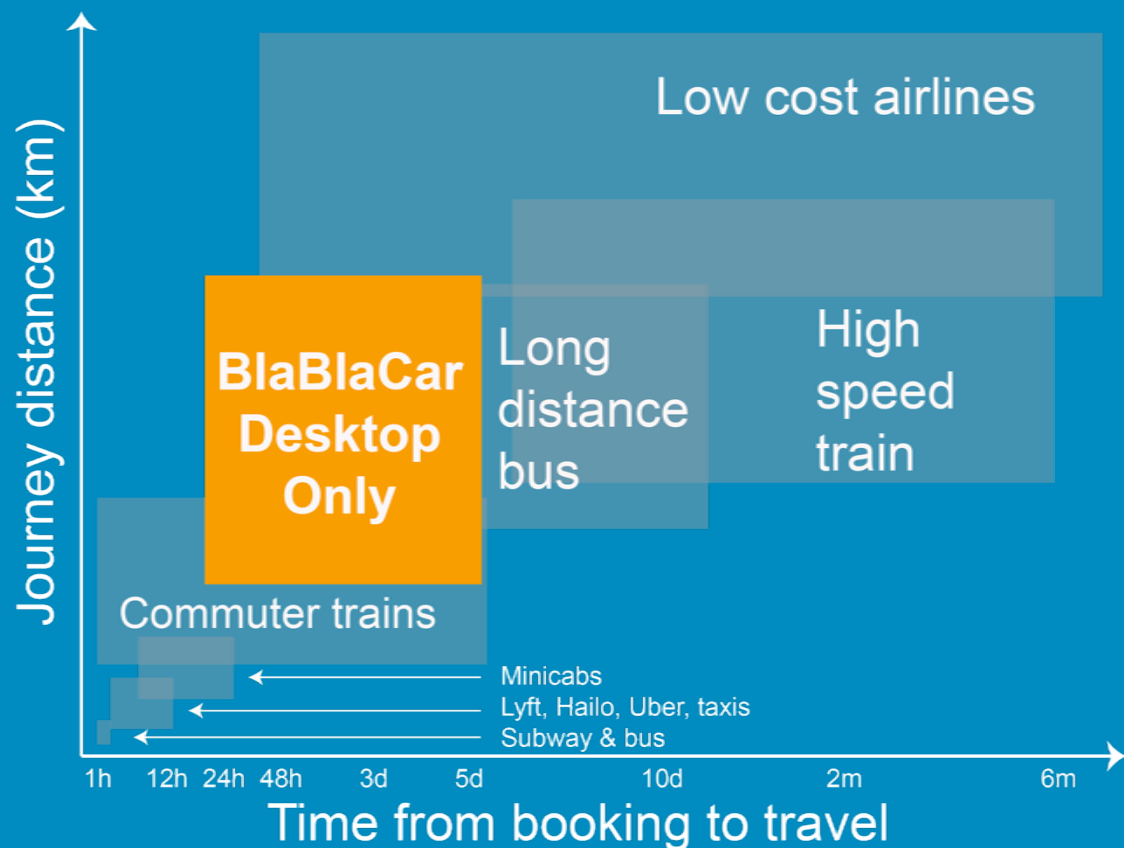 Journey distance (km)
Low cost airlines
BlaBlaCar
Desktop
Only
Long
distance
bus
High
speed
train
Commuter trains
Minicabs
Lyft, Hailo, Uber, taxis
Subway & bus
1h 12h 24h 48h 3d 5d 10d 2m 6m
Time from booking to travel